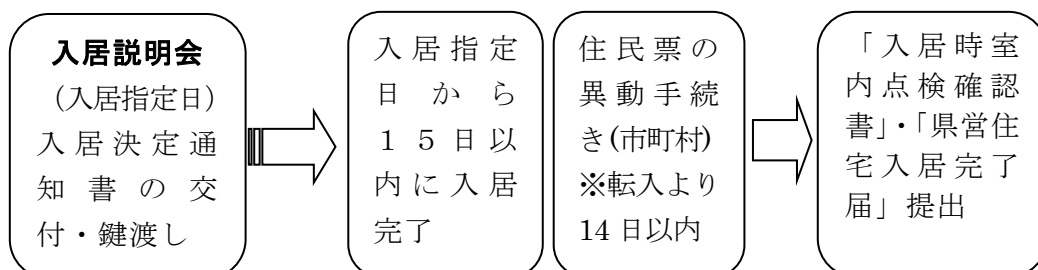 入居説明会
（入居指定日）
入居決定通
知書の交
付・鍵渡し
入居指定
日から
１５日以
内に入居
完了
住民票の
異動手続
き(市町村)
※転入より
14日以内
「入居時室
内点検確認
書」・「県営住
宅入居完了
届」提出